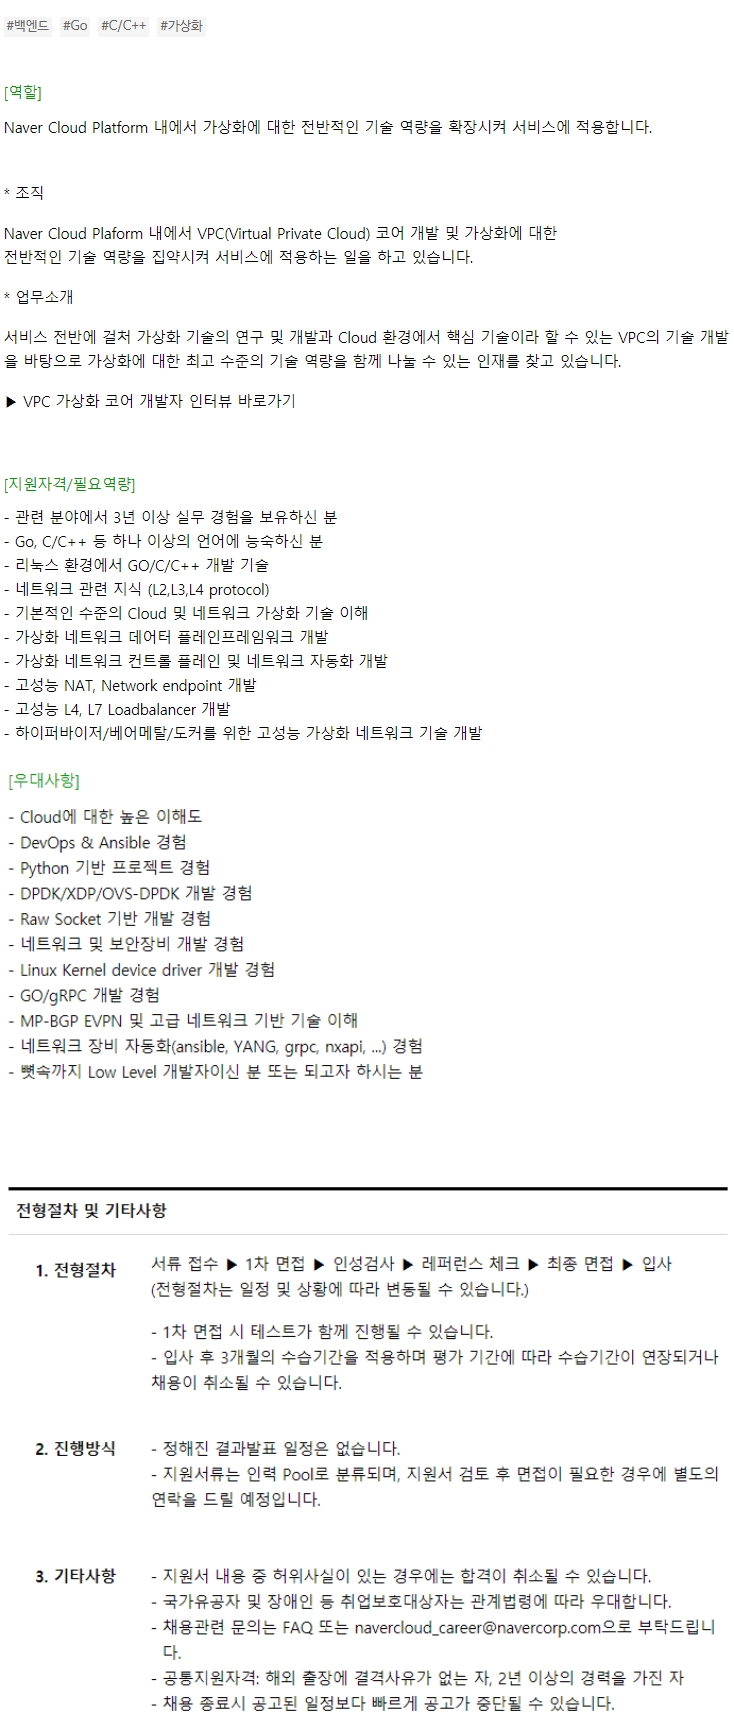 #백엔드 #Go #C/C++ #가상화
[역할]
Naver Cloud Platform 내에서 가상화에 대한 전반적인 기술 역량을 확장시켜 서비스에 적용합니다.
* 조직
Naver Cloud Plaform 내에서 VPC(Virtual Private Cloud) 코어 개발 및 가상화에 대한
전반적인 기술 역량을 집약시켜 서비스에 적용하는 일을 하고 있습니다.
* 업무소개
서비스 전반에 걸처 가상화 기술의 연구 및 개발과 Cloud 환경에서 핵심 기술이라 할 수 있는 VPC의 기술 개발
을 바탕으로 가상화에 대한 최고 수준의 기술 역량을 함께 나눌 수 있는 인재를 찾고 있습니다.
▶ VPC 가상화 코어 개발자 인터뷰 바로가기
[지원자격/필요역량]
- 관련 분야에서 3년 이상 실무 경험을 보유하신 분
- Go, C/C++ 등 하나 이상의 언어에 능숙하신 분
- 리눅스 환경에서 GO/C/C++ 개발 기술
- 네트워크 관련 지식 (L2,L3,L4 protocol)
- 기본적인 수준의 Cloud 및 네트워크 가상화 기술 이해
- 가상화 네트워크 데어터 플레인프레임워크 개발
- 가상화 네트워크 컨트롤 플레인 및 네트워크 자동화 개발
- 고성능 NAT, Network endpoint 개발
- 고성능 L4, L7 Loadbalancer 개발
- 하이퍼바이저/베어메탈/도커를 위한 고성능 가상화 네트워크 기술 개발
[우대사항]
- Cloud에 대한 높은 이해도
- DevOps & Ansible 경험
- Python 기반 프로젝트 경험
- DPDK/XDP/OVS-DPDK 개발 경험
- Raw Socket 기반 개발 경험
- 네트워크 및 보안장비 개발 경험
- Linux Kernel device driver 개발 경험
- GO/gRPC 개발 경험
- MP-BGP EVPN 및 고급 네트워크 기반 기술 이해
- 네트워크 장비 자동화(ansible, YANG, grpc, nxapi, ...) 경험
- 뼛속까지 Low Level 개발자이신 분 또는 되고자 하시는 분
전형절차 및 기타사항
1. 전형절차
서류 접수 ▶ 1차 면접 ▶ 인성검사 ▶ 레퍼런스 체크 ▶ 최종 면접 ▶ 입사
(전형절차는 일정 및 상황에 따라 변동될 수 있습니다.)
- 1차 면접 시 테스트가 함께 진행될 수 있습니다.
- 입사 후 3개월의 수습기간을 적용하며 평가 기간에 따라 수습기간이 연장되거나
채용이 취소될 수 있습니다.
2. 진행방식
- 정해진 결과발표 일정은 없습니다.
- 지원서류는 인력 Pool로 분류되며, 지원서 검토 후 면접이 필요한 경우에 별도의
연락을 드릴 예정입니다.
3. 기타사항
- 지원서 내용 중 허위사실이 있는 경우에는 합격이 취소될 수 있습니다.
- 국가유공자 및 장애인 등 취업보호대상자는 관계법령에 따라 우대합니다.
- 채용관련 문의는 FAQ 또는 navercloud_career@navercorp.com으로 부탁드립니
다.
- 공통지원자격: 해외 출장에 결격사유가 없는 자, 2년 이상의 경력을 가진 자
- 채용 종료시 공고된 일정보다 빠르게 공고가 중단될 수 있습니다.